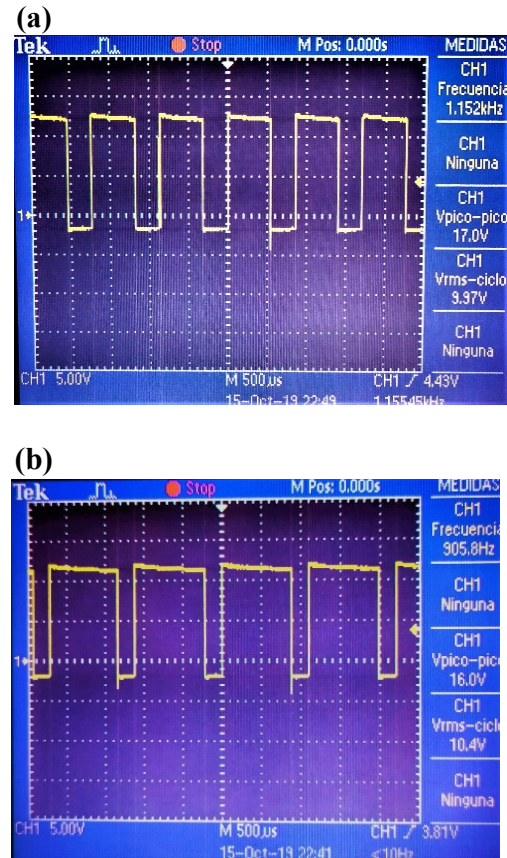 (a)
Tek Stop M Pos: 0.000s MEDIDAS
CH1
Frecuencia
1.152kHz
CH1
Ninguna
CH1
Vpico-pico
17.0V
CH1
Vrms-ciclo
9.97V
CH1
Ninguna
1
CH1 5.00V M 500µs CH1 4.43V
15-Oct-19 22:49 1.15545kHz
(b)
Tek Stop M Pos: 0.000s MEDIDAS
CH1
Frecuencia
905.8Hz
CH1
Ninguna
CH1
Vpico-pico
16.0V
CH1
Vrms-ciclo
10.4V
CH1
Ninguna
1
CH1 5.00V M 500µs CH1 3.81V
15-Oct-19 22:41 <10Hz